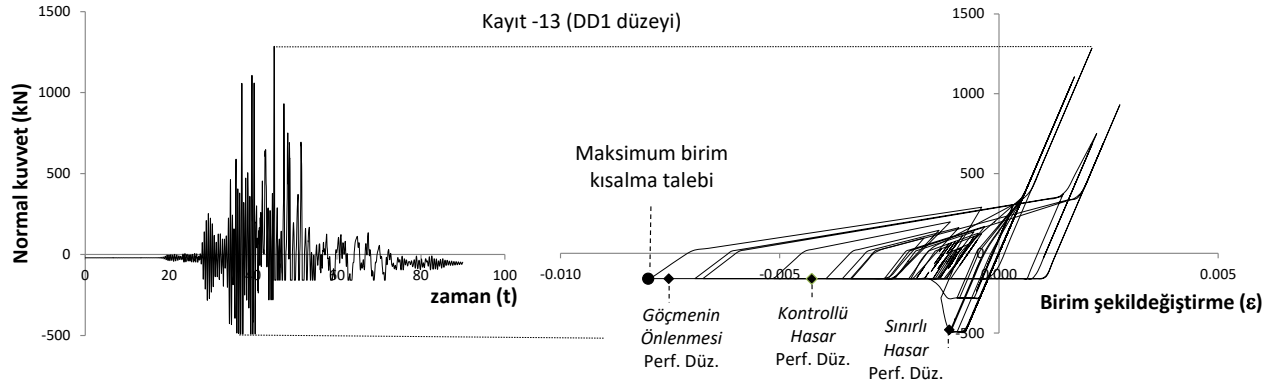 Kayıt -13 (DD1 düzeyi)
Normal kuvvet (kN)
1500
1000
500
0
-500
0
20
40
60
80
100
zaman (t)
1500
1000
500
0
-500
-0.010
-0.005
0.000
0.005
Birim şekildeğiştirme (ε)
Maksimum birim
kısalma talebi
Göçmenin
Önlenmesi
Perf. Düz.
Kontrollü
Hasar
Perf. Düz.
Sınırlı
Hasar
Perf. Düz.